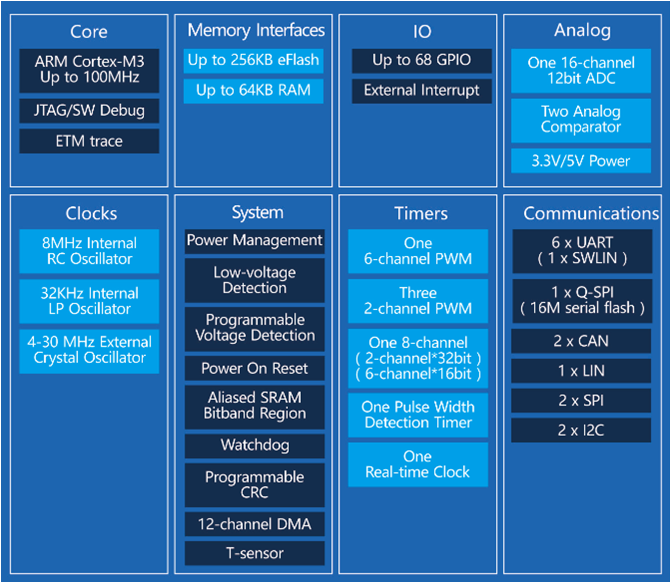 Core
ARM Cortex-M3
Up to 100MHz
JTAG/SW Debug
ETM trace
Memory Interfaces
Up to 256KB eFlash
Up to 64KB RAM
IO
Up to 68 GPIO
External Interrupt
Analog
One 16-channel
12bit ADC
Two Analog
Comparator
3.3V/5V Power
Clocks
8MHz Internal
RC Oscillator
32KHz Internal
LP Oscillator
4-30 MHz External
Crystal Oscillator
System
Power Management
Low-voltage
Detection
Programmable
Voltage Detection
Power On Reset
Aliased SRAM
Bitband Region
Watchdog
Programmable
CRC
12-channel DMA
T-sensor
Timers
One
6-channel PWM
Three
2-channel PWM
One 8-channel
( 2-channel*32bit )
( 6-channel*16bit )
One Pulse Width
Detection Timer
One
Real-time Clock
Communications
6 x UART
( 1 x SWLIN )
1 x Q-SPI
( 16M serial flash )
2 x CAN
1 x LIN
2 x SPI
2 x I2C